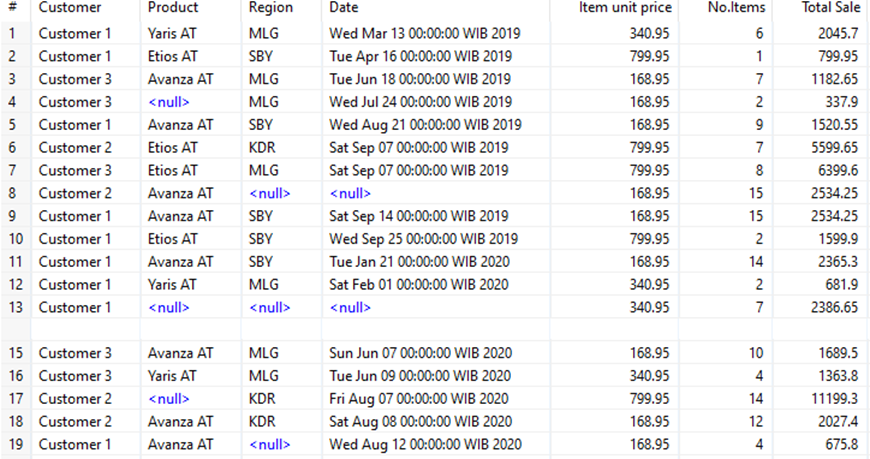 # Customer Product Region Date Item unit price No.Items Total Sale
1 Customer 1 Yaris AT MLG Wed Mar 13 00:00:00 WIB 2019 340.95 6 2045.7
2 Customer 1 Etios AT SBY Tue Apr 16 00:00:00 WIB 2019 799.95 1 799.95
3 Customer 3 Avanza AT MLG Tue Jun 18 00:00:00 WIB 2019 168.95 7 1182.65
4 Customer 3 <null> MLG Wed Jul 24 00:00:00 WIB 2019 168.95 2 337.9
5 Customer 1 Avanza AT SBY Wed Aug 21 00:00:00 WIB 2019 168.95 9 1520.55
6 Customer 2 Etios AT KDR Sat Sep 07 00:00:00 WIB 2019 799.95 7 5599.65
7 Customer 3 Etios AT MLG Sat Sep 07 00:00:00 WIB 2019 799.95 8 6399.6
8 Customer 2 Avanza AT <null> <null> 168.95 15 2534.25
9 Customer 1 Avanza AT SBY Sat Sep 14 00:00:00 WIB 2019 168.95 15 2534.25
10 Customer 1 Etios AT SBY Wed Sep 25 00:00:00 WIB 2019 799.95 2 1599.9
11 Customer 1 Avanza AT SBY Tue Jan 21 00:00:00 WIB 2020 168.95 14 2365.3
12 Customer 1 Yaris AT MLG Sat Feb 01 00:00:00 WIB 2020 340.95 2 681.9
13 Customer 1 <null> <null> <null> 340.95 7 2386.65
15 Customer 3 Avanza AT MLG Sun Jun 07 00:00:00 WIB 2020 168.95 10 1689.5
16 Customer 3 Yaris AT MLG Tue Jun 09 00:00:00 WIB 2020 340.95 4 1363.8
17 Customer 2 <null> KDR Fri Aug 07 00:00:00 WIB 2020 799.95 14 11199.3
18 Customer 2 Avanza AT KDR Sat Aug 08 00:00:00 WIB 2020 168.95 12 2027.4
19 Customer 1 Avanza AT <null> Wed Aug 12 00:00:00 WIB 2020 168.95 4 675.8